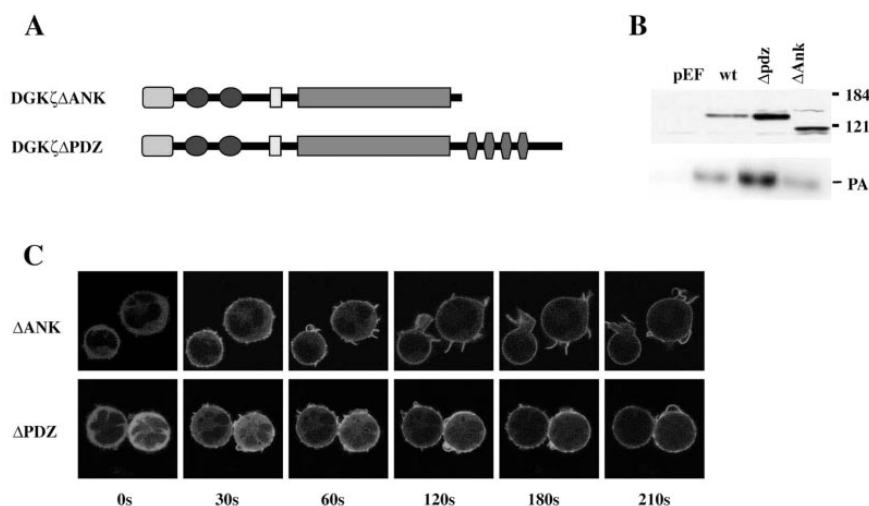 A
DGKζΔANK
DGKζΔPDZ
B
pEF wt Δpdz ΔAnk
184
121
PA
C
ΔANK
ΔPDZ
0s 30s 60s 120s 180s 210s